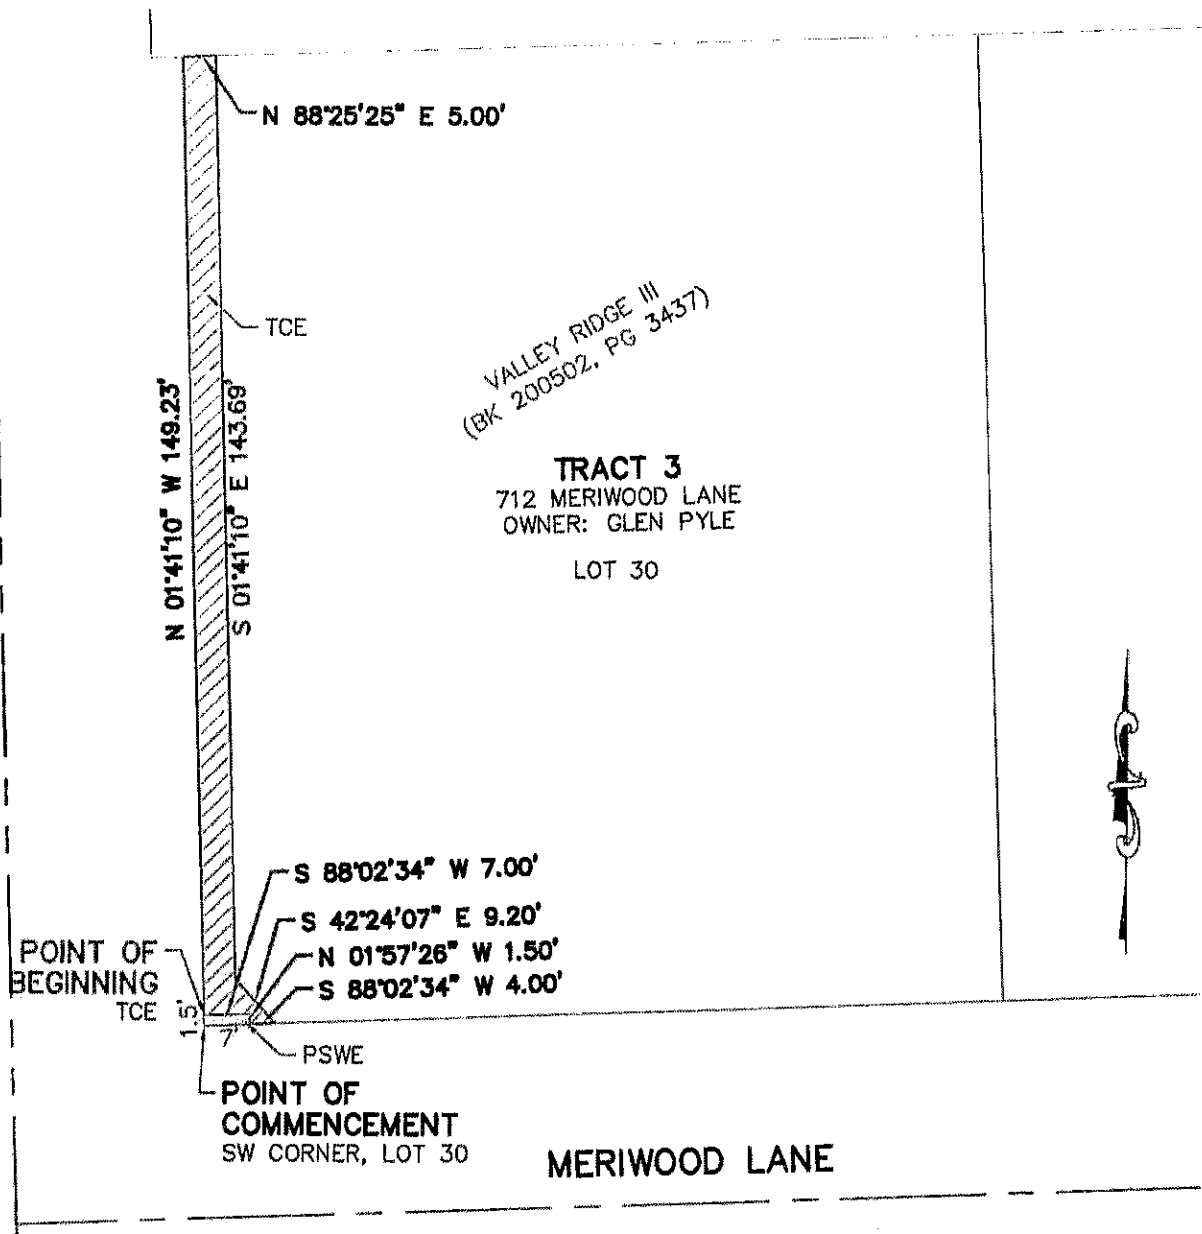 N 88°25'25" E 5.00'
TCE
VALLEY RIDGE III
(BK 200502, PG 3437)
N 01°41'10" W 149.23'
S 01°41'10" E 143.69'
TRACT 3
712 MERIWOOD LANE
OWNER: GLEN PYLE
LOT 30
S 88°02'34" W 7.00'
S 42°24'07" E 9.20'
N 01°57'26" W 1.50'
S 88°02'34" W 4.00'
POINT OF
BEGINNING
TCE
1.5'
7'
PSWE
POINT OF
COMMENCEMENT
SW CORNER, LOT 30
MERIWOOD LANE